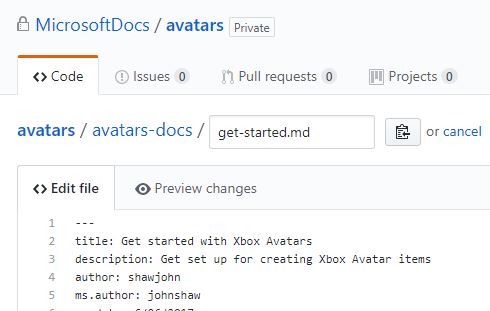 MicrosoftDocs / avatars Private
Code Issues 0 Pull requests 0 Projects 0
avatars / avatars-docs / get-started.md or cancel
Edit file Preview changes
1 ---
2 title: Get started with Xbox Avatars
3 description: Get set up for creating Xbox Avatar items
4 author: shawjohn
5 ms.author: johnshaw